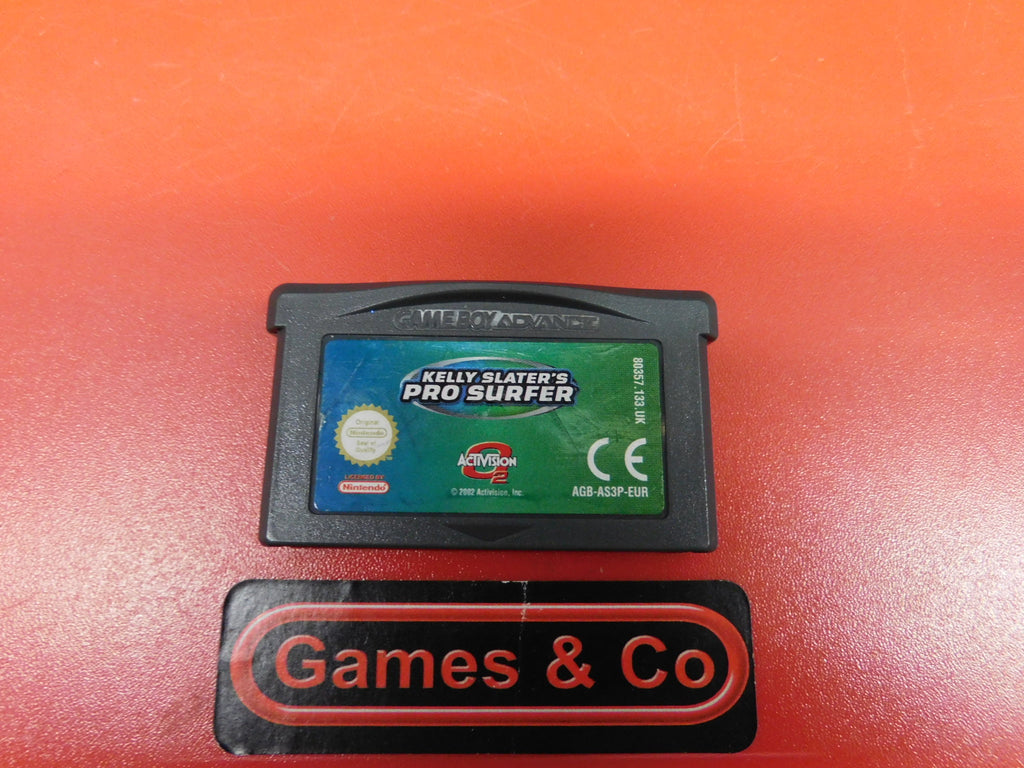 GAME BOY ADVANCE
KELLY SLATER'S
PRO SURFER
80357.133.UK
Original
Nintendo
Seal of
Quality
ACTIVISION
O2
LICENSED BY
Nintendo
© 2002 Activision, Inc.
CE
AGB-AS3P-EUR
Games & Co